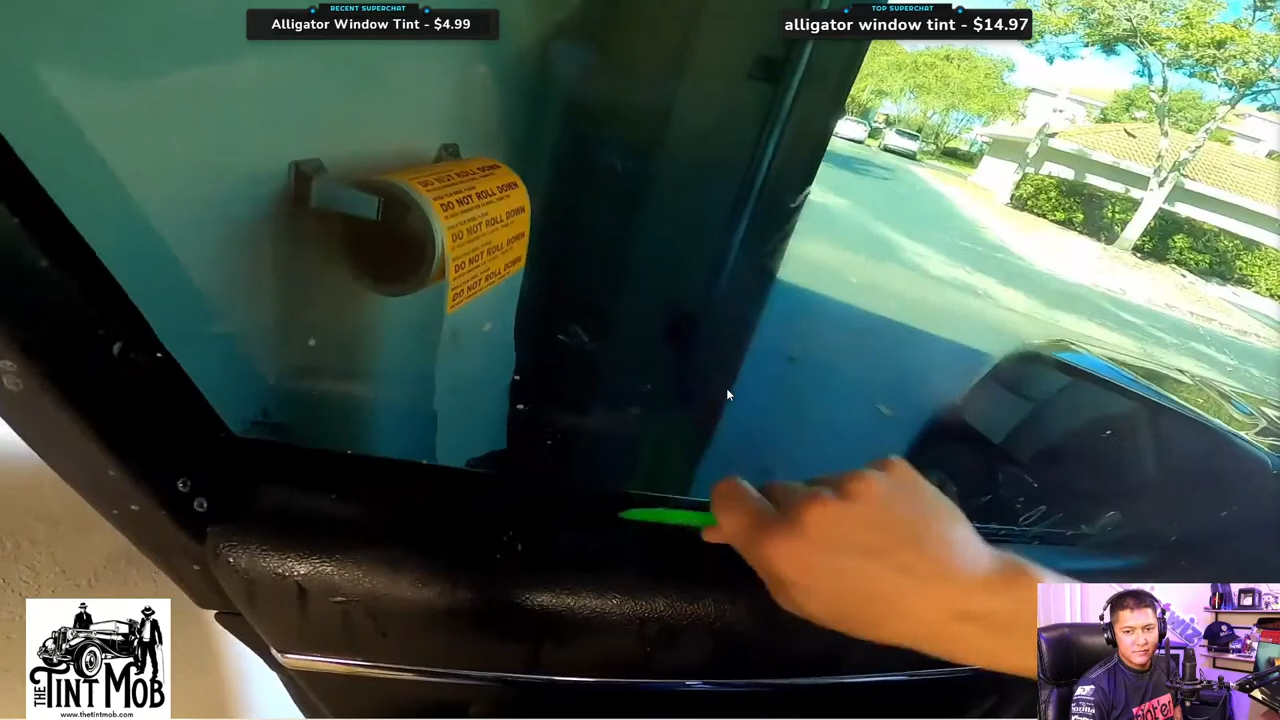 RECENT SUPERCHAT
Alligator Window Tint - $4.99
TOP SUPERCHAT
alligator window tint - $14.97
DO NOT ROLL DOWN
DO NOT ROLL DOWN
DO NOT ROLL DOWN
DO NOT ROLL DOWN
DO NOT ROLL DOWN
THE TINT MOB
www.thetintmob.com